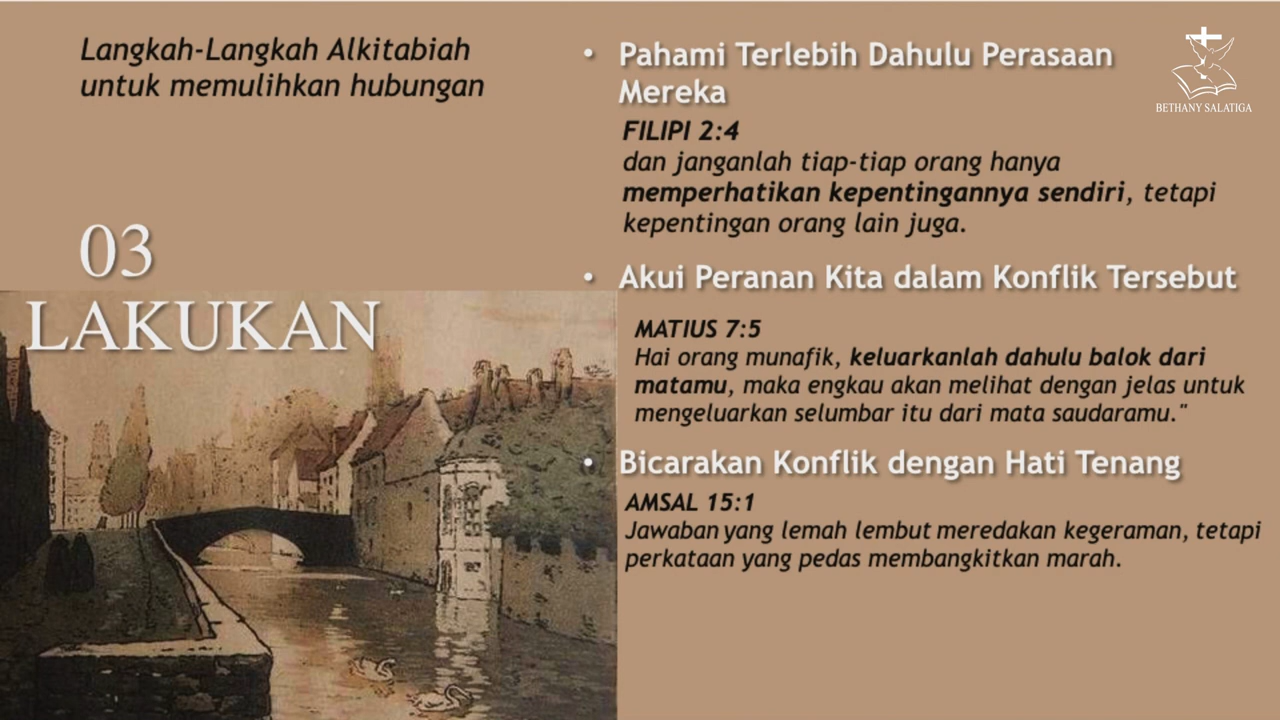 Langkah-Langkah Alkitabiah
untuk memulihkan hubungan
03
LAKUKAN
• Pahami Terlebih Dahulu Perasaan
Mereka
FILIPI 2:4
dan janganlah tiap-tiap orang hanya
memperhatikan kepentingannya sendiri, tetapi
kepentingan orang lain juga.
• Akui Peranan Kita dalam Konflik Tersebut
MATIUS 7:5
Hai orang munafik, keluarkanlah dahulu balok dari
matamu, maka engkau akan melihat dengan jelas untuk
mengeluarkan selumbar itu dari mata saudaramu."
• Bicarakan Konflik dengan Hati Tenang
AMSAL 15:1
Jawaban yang lemah lembut meredakan kegeraman, tetapi
perkataan yang pedas membangkitkan marah.
BETHANY SALATIGA